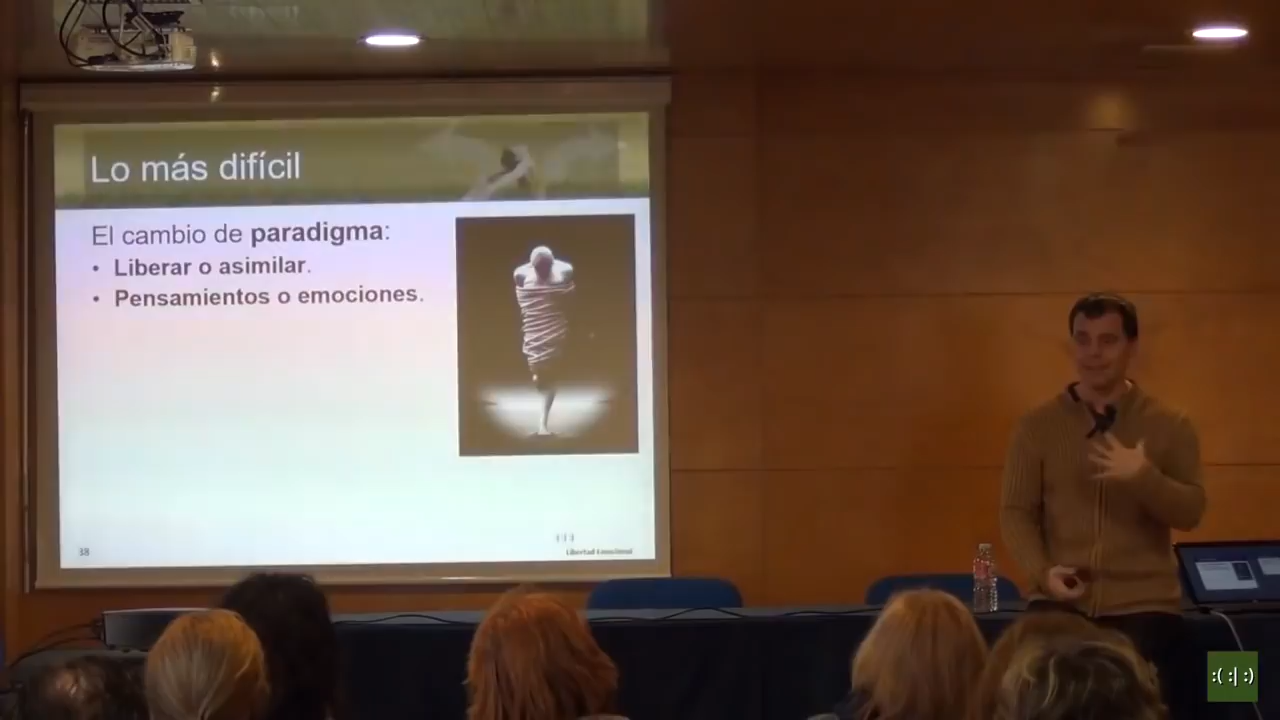 Lo más difícil
El cambio de paradigma:
• Liberar o asimilar.
• Pensamientos o emociones.
38
Libertad Emocional
:( :| :)